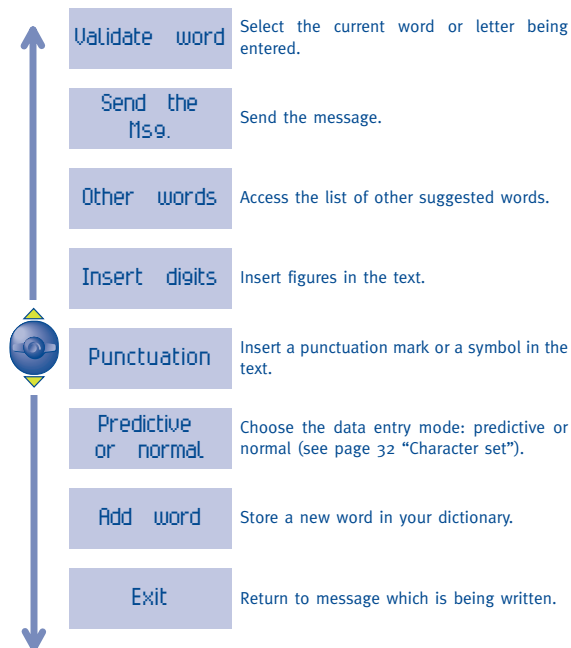 Validate word
Select the current word or letter being
entered.
Send the
Msg.
Send the message.
Other words
Access the list of other suggested words.
Insert digits
Insert figures in the text.
Punctuation
Insert a punctuation mark or a symbol in the
text.
Predictive
or normal
Choose the data entry mode: predictive or
normal (see page 32 “Character set”).
Add word
Store a new word in your dictionary.
Exit
Return to message which is being written.